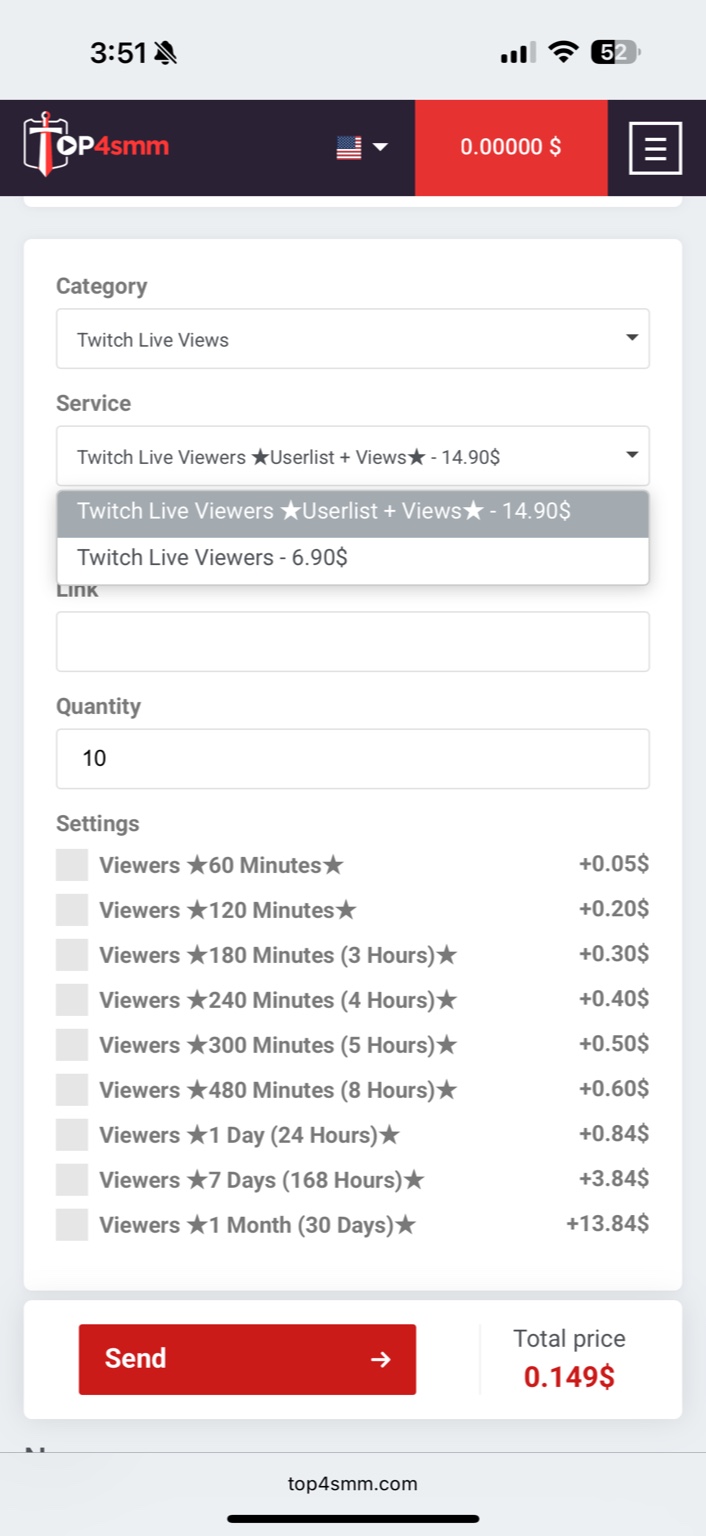 3:51
52
TOP4smm
0.00000 $
Category
Twitch Live Views
Service
Twitch Live Viewers ★Userlist + Views★ - 14.90$
Twitch Live Viewers ★Userlist + Views★ - 14.90$
Twitch Live Viewers - 6.90$
Link
Quantity
10
Settings
Viewers ★60 Minutes★ +0.05$
Viewers ★120 Minutes★ +0.20$
Viewers ★180 Minutes (3 Hours)★ +0.30$
Viewers ★240 Minutes (4 Hours)★ +0.40$
Viewers ★300 Minutes (5 Hours)★ +0.50$
Viewers ★480 Minutes (8 Hours)★ +0.60$
Viewers ★1 Day (24 Hours)★ +0.84$
Viewers ★7 Days (168 Hours)★ +3.84$
Viewers ★1 Month (30 Days)★ +13.84$
Send →
Total price
0.149$
top4smm.com